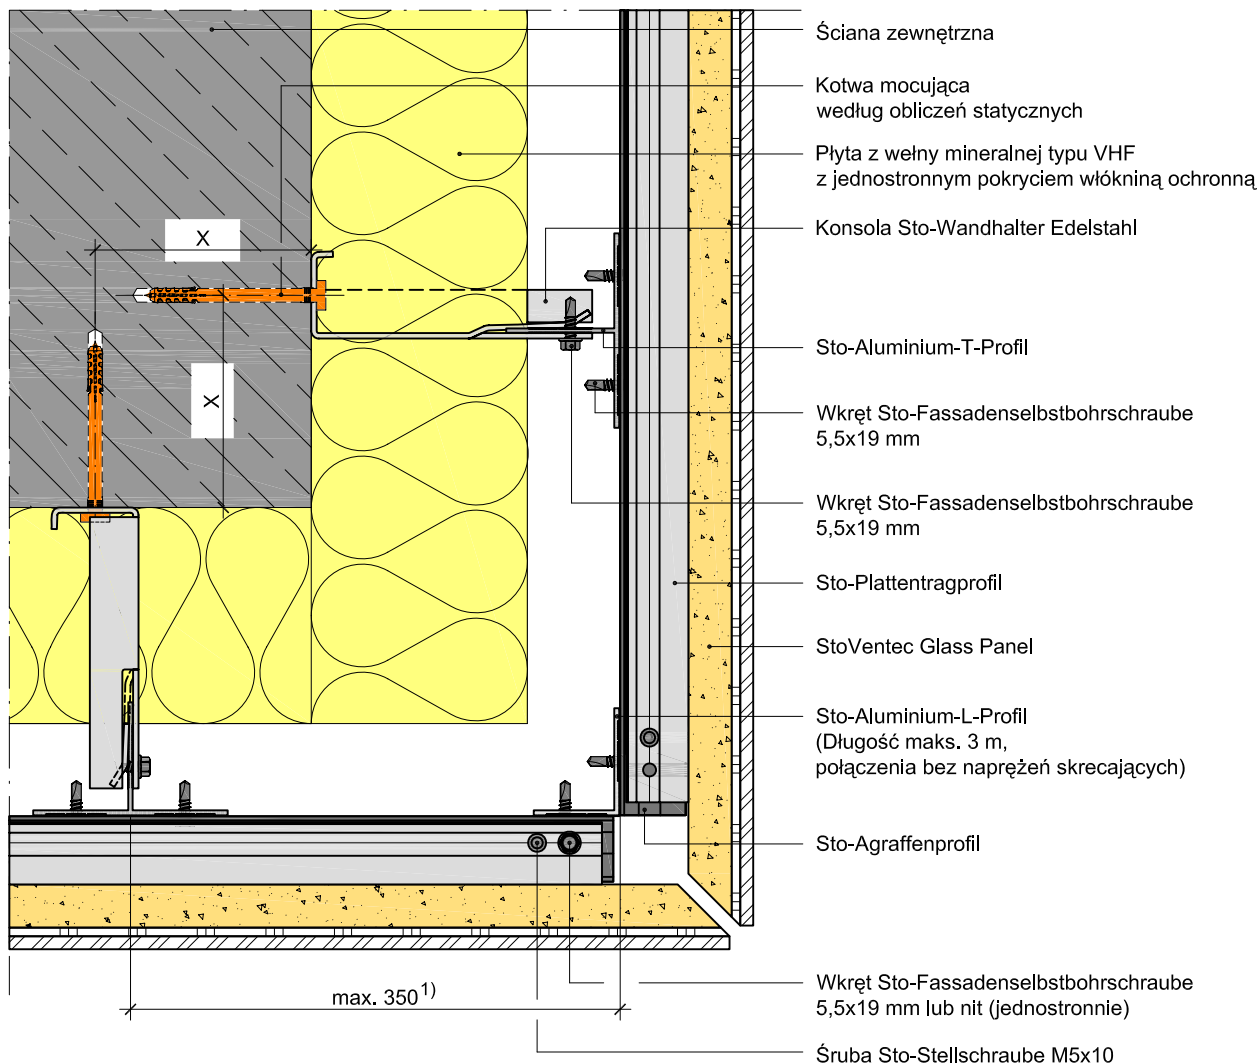 Ściana zewnętrzna
Kotwa mocująca
według obliczeń statycznych
Płyta z wełny mineralnej typu VHF
z jednostronnym pokryciem włókniną ochronną
Konsola Sto-Wandhalter Edelstahl
X
X
Sto-Aluminium-T-Profil
Wkręt Sto-Fassadenselbstbohrschraube
5,5x19 mm
Wkręt Sto-Fassadenselbstbohrschraube
5,5x19 mm
Sto-Plattentragprofil
StoVentec Glass Panel
Sto-Aluminium-L-Profil
(Długość maks. 3 m,
połączenia bez naprężeń skrecających)
Sto-Agraffenprofil
Wkręt Sto-Fassadenselbstbohrschraube
5,5x19 mm lub nit (jednostronnie)
max. 350¹⁾
Śruba Sto-Stellschraube M5x10